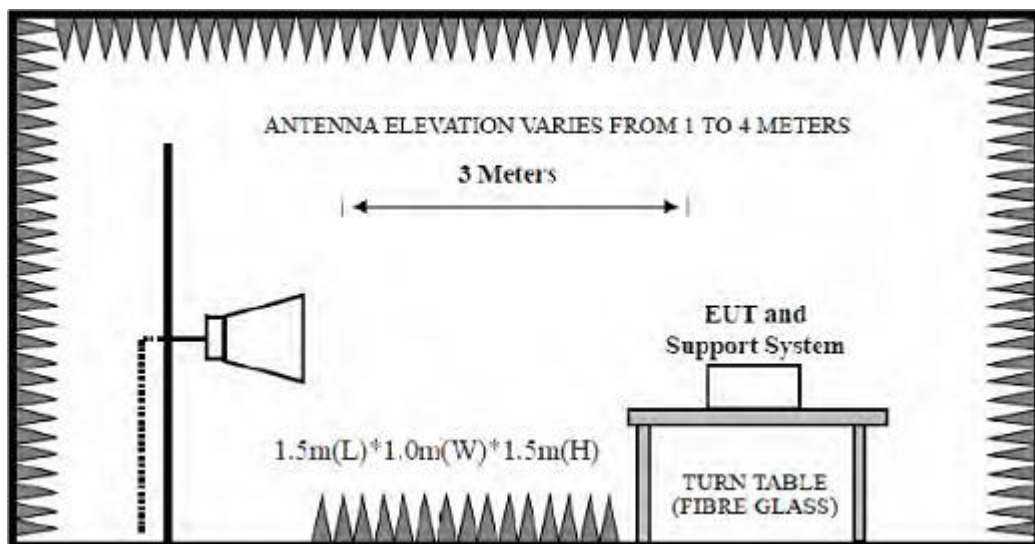 ANTENNA ELEVATION VARIES FROM 1 TO 4 METERS
3 Meters
EUT and
Support System
1.5m(L)*1.0m(W)*1.5m(H)
TURN TABLE
(FIBRE GLASS)